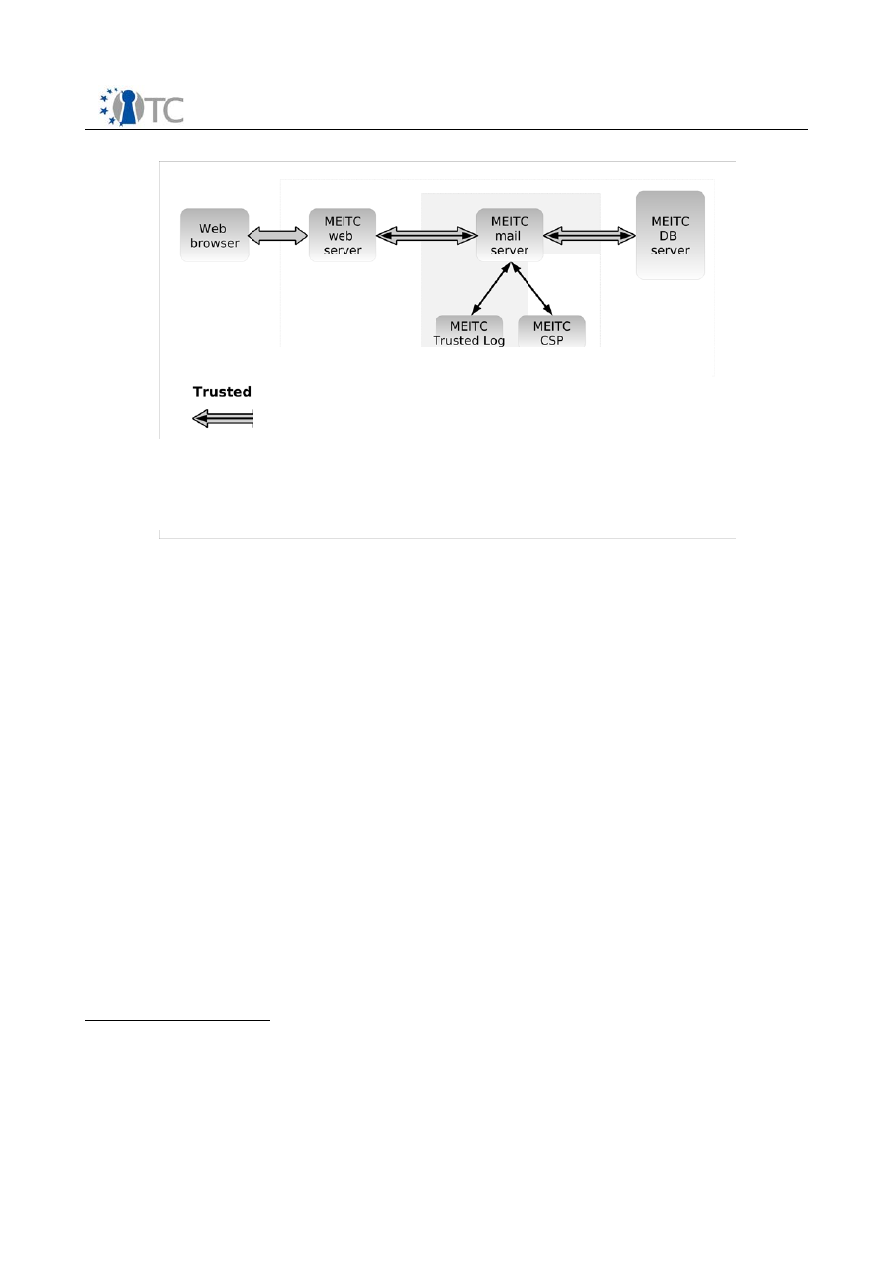 TC
Web
browser
MEITC
web
server
MEITC
mail
server
MEITC
DB
server
MEITC
Trusted Log
MEITC
CSP
Trusted